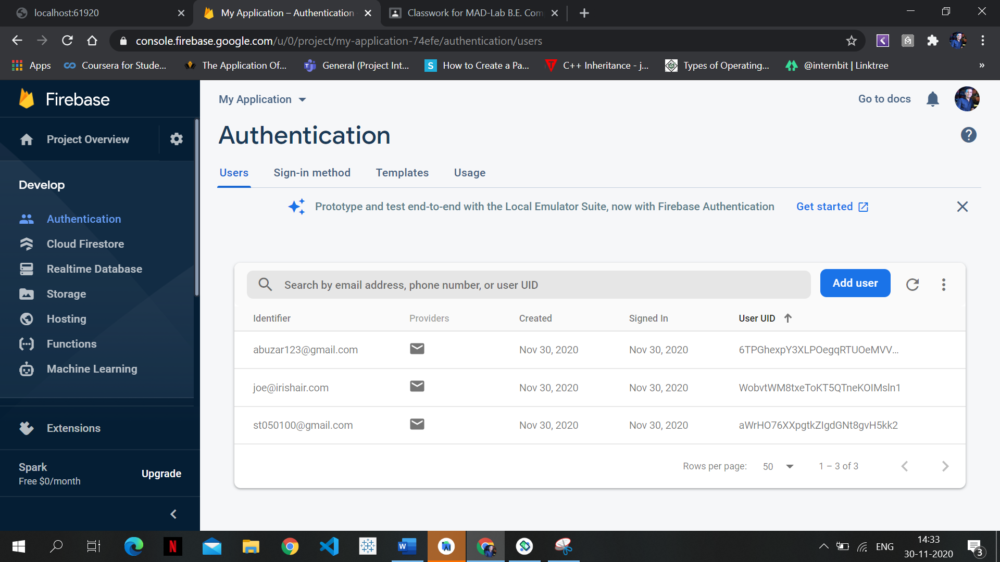 localhost:61920
My Application – Authentication
Classwork for MAD-Lab B.E. Com
console.firebase.google.com/u/0/project/my-application-74efe/authentication/users
Apps
Coursera for Stude...
The Application Of...
General (Project Int...
How to Create a Pa...
C++ Inheritance - j...
Types of Operating...
@internbit | Linktree
»
Firebase
My Application
Go to docs
Project Overview
Authentication
Users
Sign-in method
Templates
Usage
Develop
Prototype and test end-to-end with the Local Emulator Suite, now with Firebase Authentication
Get started
Authentication
Cloud Firestore
Realtime Database
Storage
Hosting
Functions
Machine Learning
Extensions
Spark
Free $0/month
Upgrade
Search by email address, phone number, or user UID
Add user
Identifier Providers Created Signed In User UID
abuzar123@gmail.com Nov 30, 2020 Nov 30, 2020 6TPGhexpY3XLPOegqRTUOeMVV...
joe@irishair.com Nov 30, 2020 Nov 30, 2020 WobvtWM8txeToKT5QTneKOIMsln1
st050100@gmail.com Nov 30, 2020 Nov 30, 2020 aWrHO76XXpgtkZIgdGNt8gvH5kk2
Rows per page: 50 1 – 3 of 3
ENG
14:33
30-11-2020
3